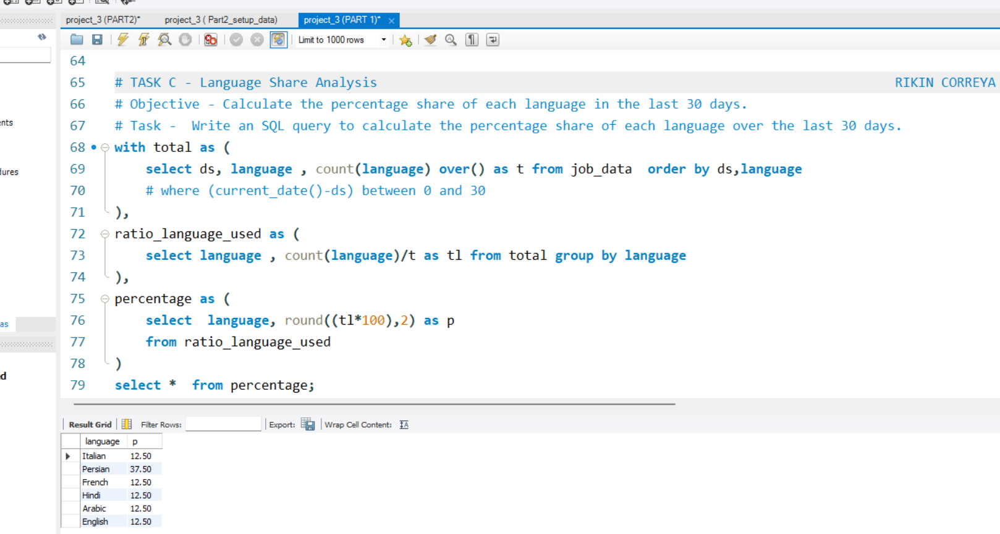 project_3 (PART2)*
project_3 ( Part2_setup_data)
project_3 (PART 1)*
Limit to 1000 rows
64
65 # TASK C - Language Share Analysis RIKIN CORREYA
66 # Objective - Calculate the percentage share of each language in the last 30 days.
67 # Task - Write an SQL query to calculate the percentage share of each language over the last 30 days.
68 with total as (
69 select ds, language , count(language) over() as t from job_data order by ds,language
70 # where (current_date()-ds) between 0 and 30
71 ),
72 ratio_language_used as (
73 select language , count(language)/t as tl from total group by language
74 ),
75 percentage as (
76 select language, round((tl*100),2) as p
77 from ratio_language_used
78 )
79 select * from percentage;
Result Grid Filter Rows: Export: Wrap Cell Content:
language p
Italian 12.50
Persian 37.50
French 12.50
Hindi 12.50
Arabic 12.50
English 12.50